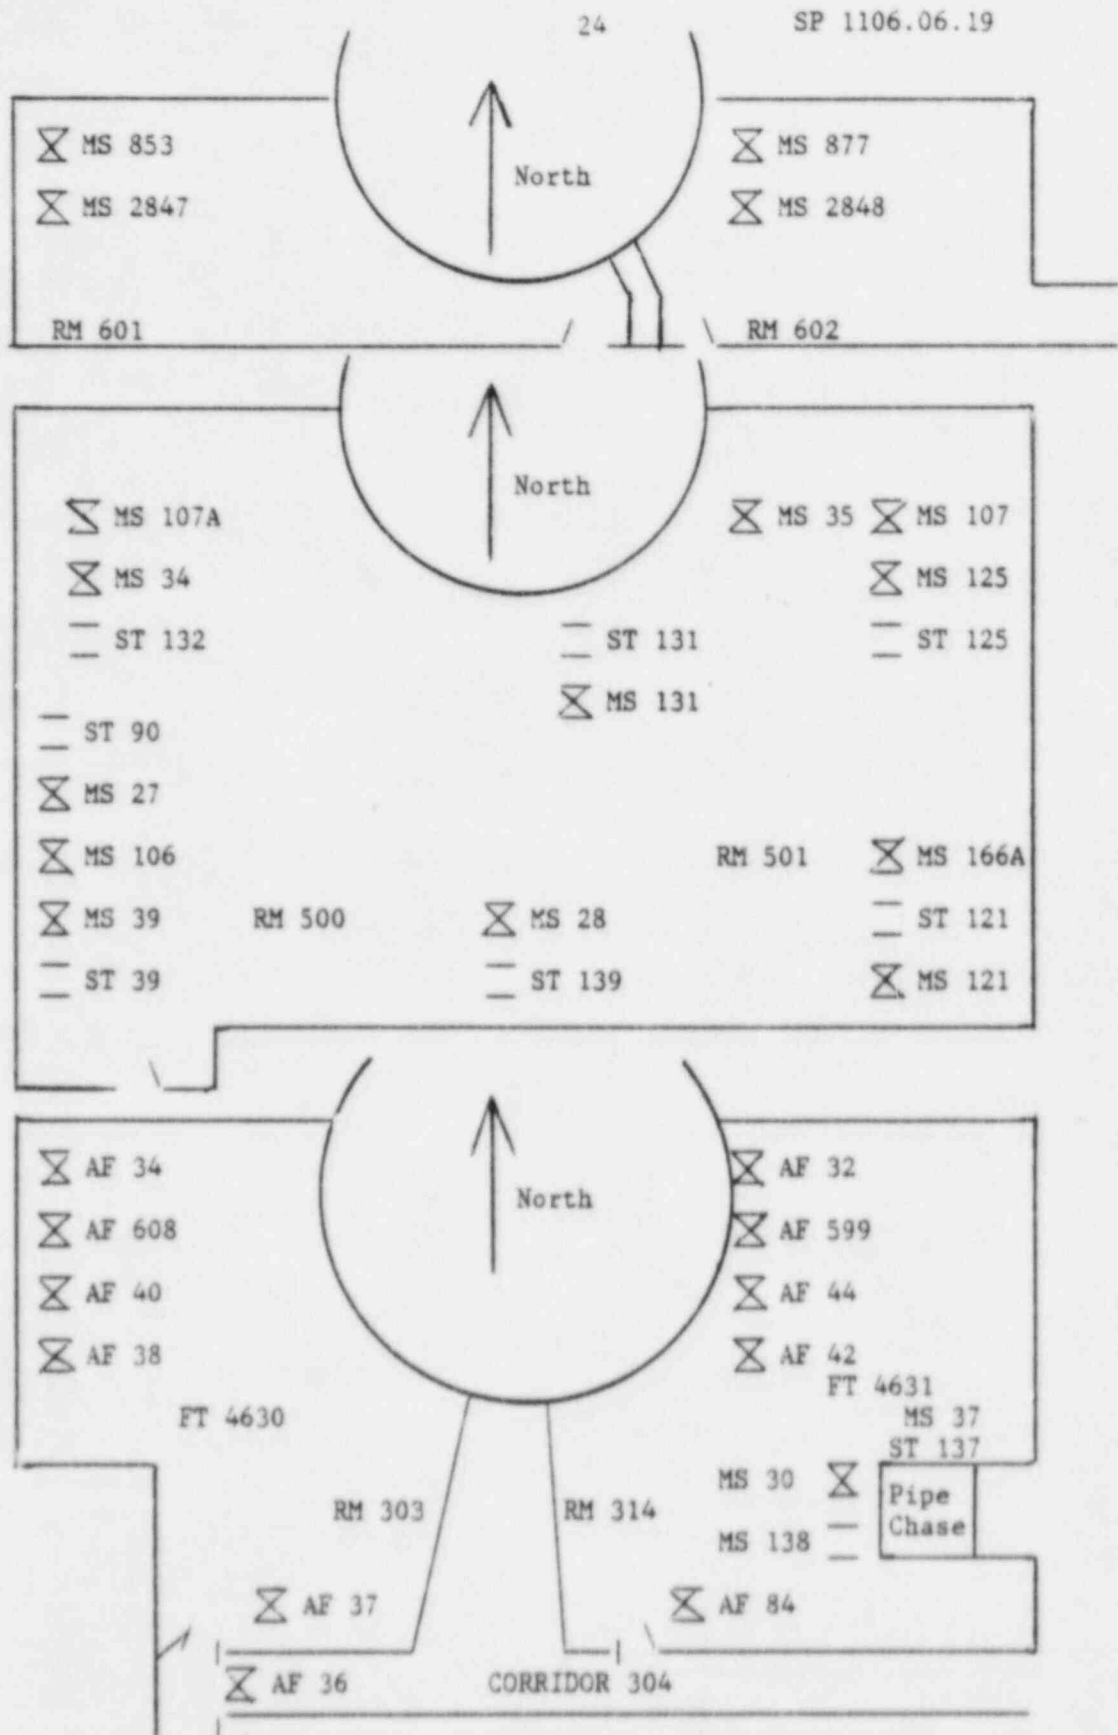 24 SP 1106.06.19
MS 853 MS 877
North
MS 2847 MS 2848
RM 601 RM 602
North
MS 107A MS 35 MS 107
MS 34 MS 125
ST 132 ST 131 ST 125
MS 131
ST 90
MS 27
MS 106 RM 501 MS 166A
MS 39 RM 500 MS 28 ST 121
ST 39 ST 139 MS 121
AF 34 AF 32
North
AF 608 AF 599
AF 40 AF 44
AF 38 AF 42
FT 4631
FT 4630 MS 37
ST 137
MS 30 Pipe
RM 303 RM 314 Chase
MS 138
AF 37 AF 84
AF 36 CORRIDOR 304